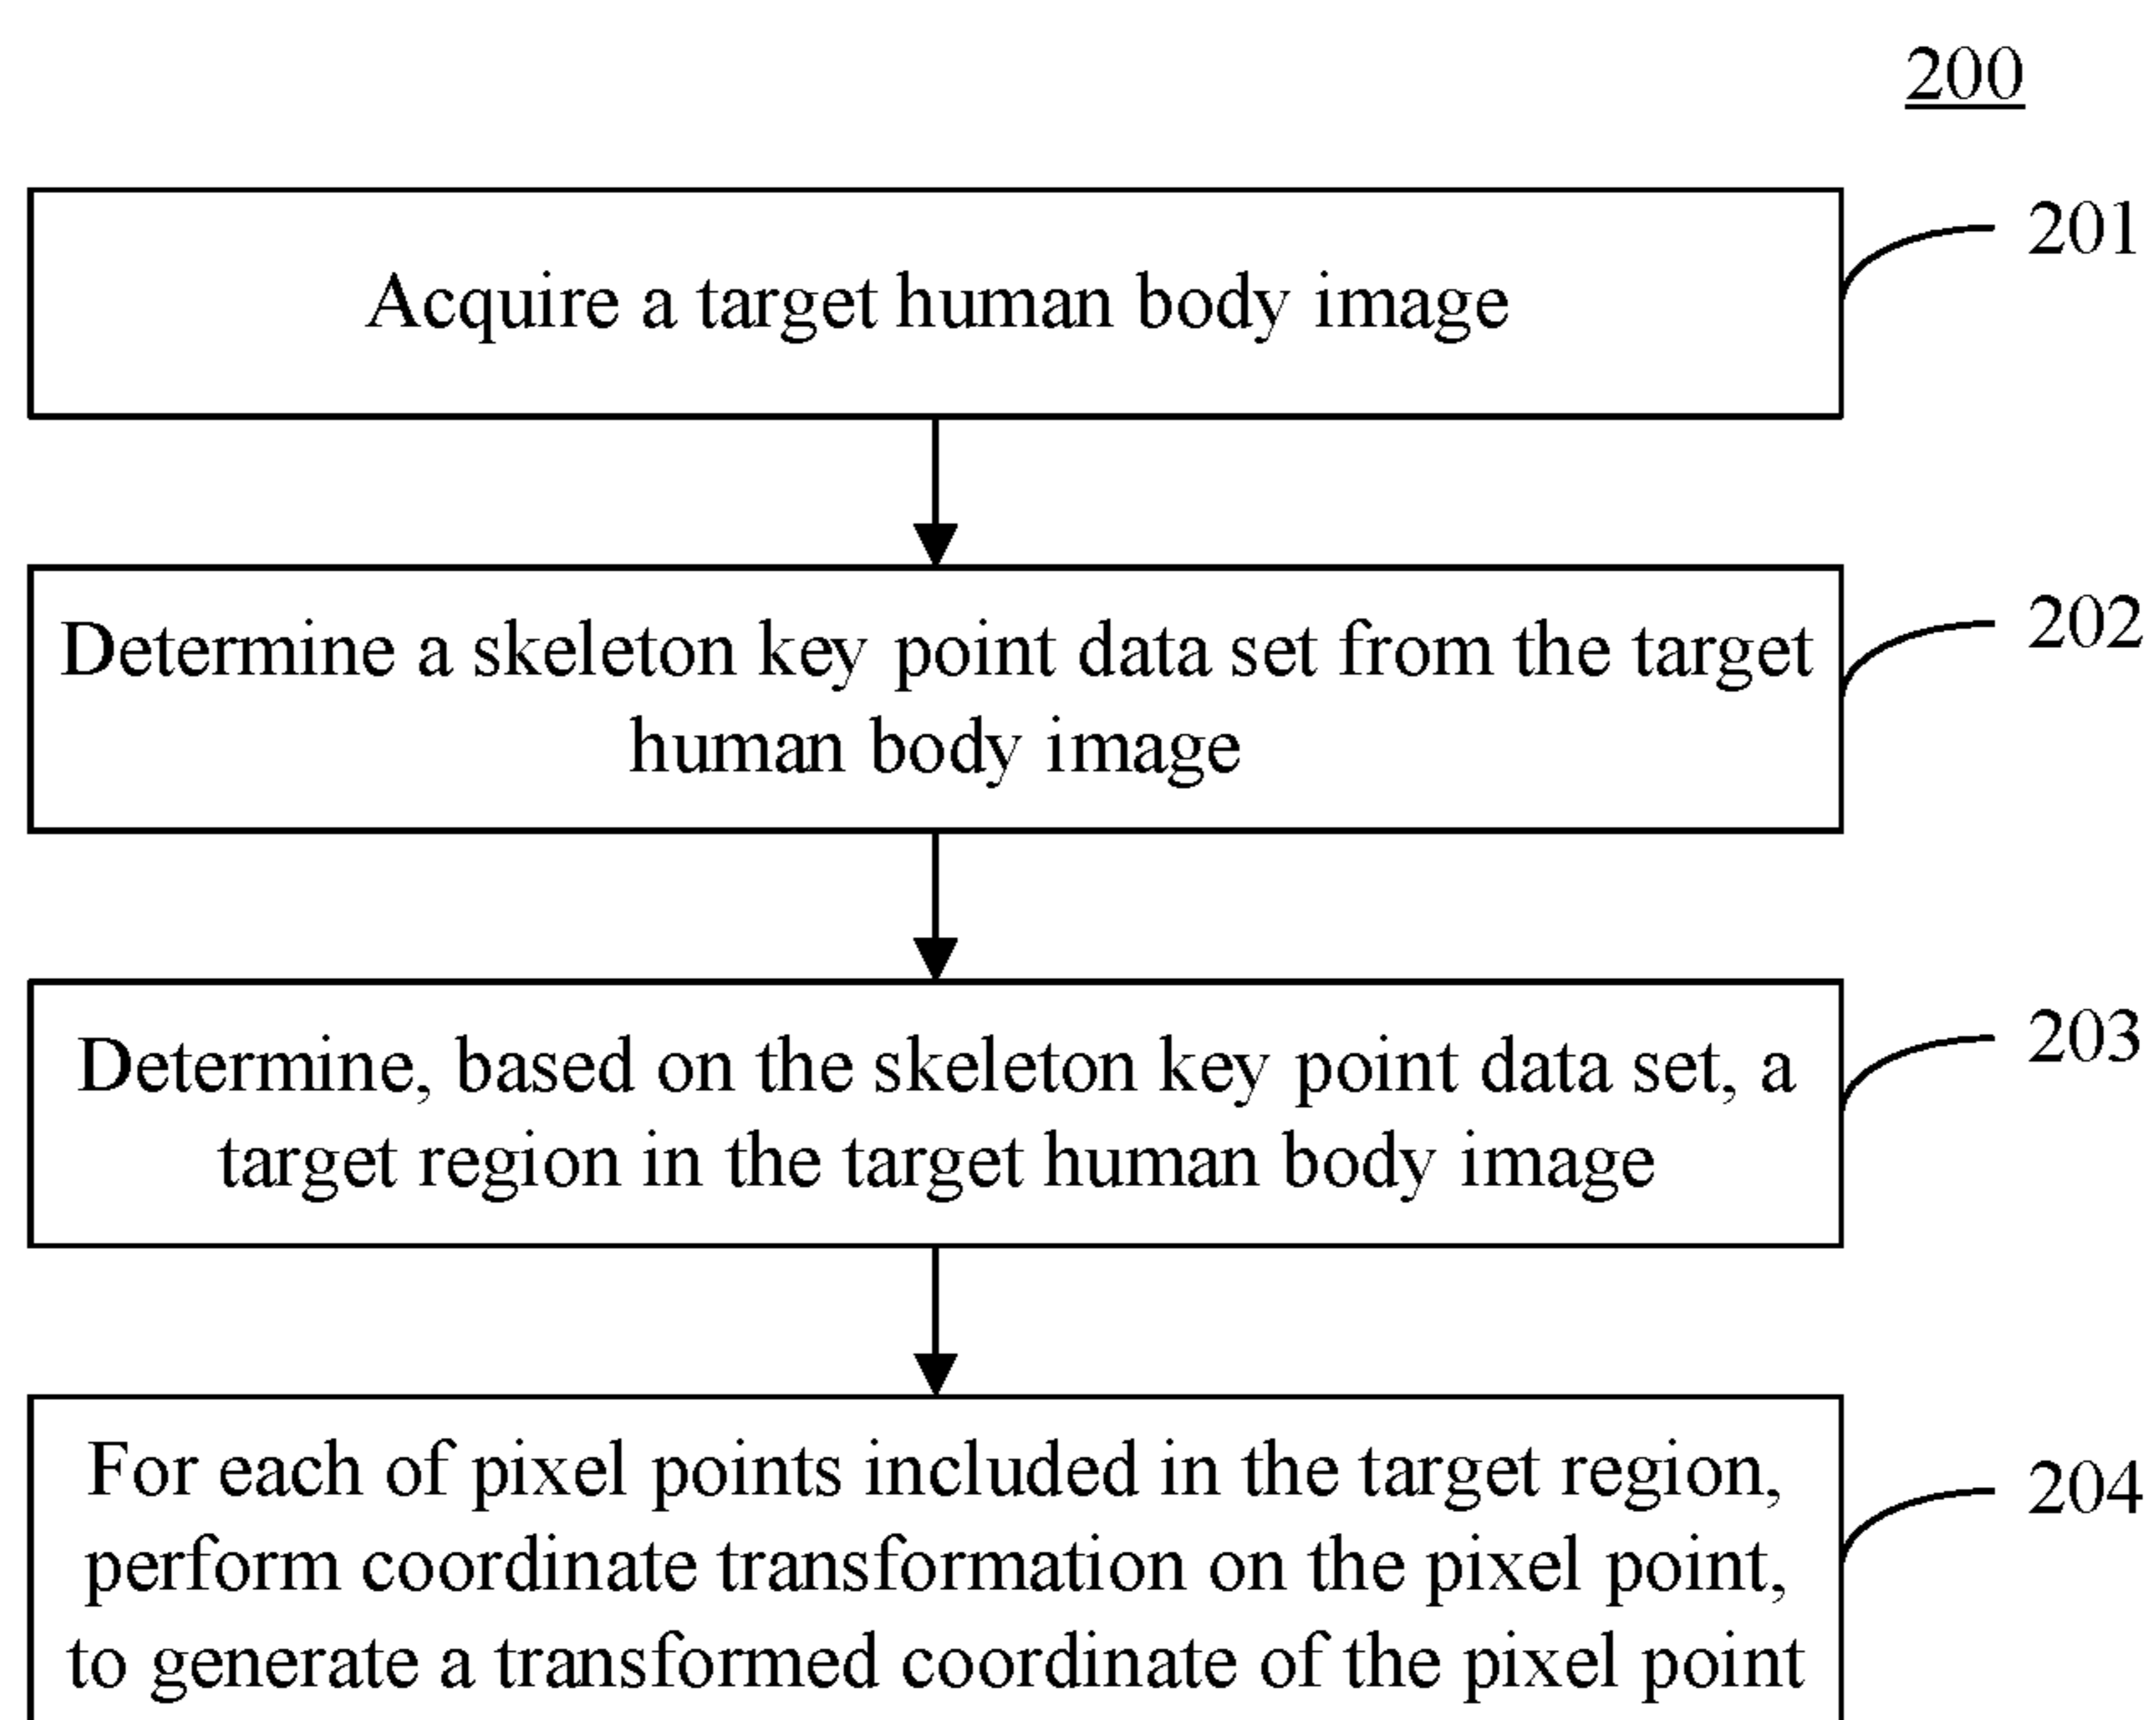 200
201
Acquire a target human body image
202
Determine a skeleton key point data set from the target
human body image
203
Determine, based on the skeleton key point data set, a
target region in the target human body image
204
For each of pixel points included in the target region,
perform coordinate transformation on the pixel point,
to generate a transformed coordinate of the pixel point